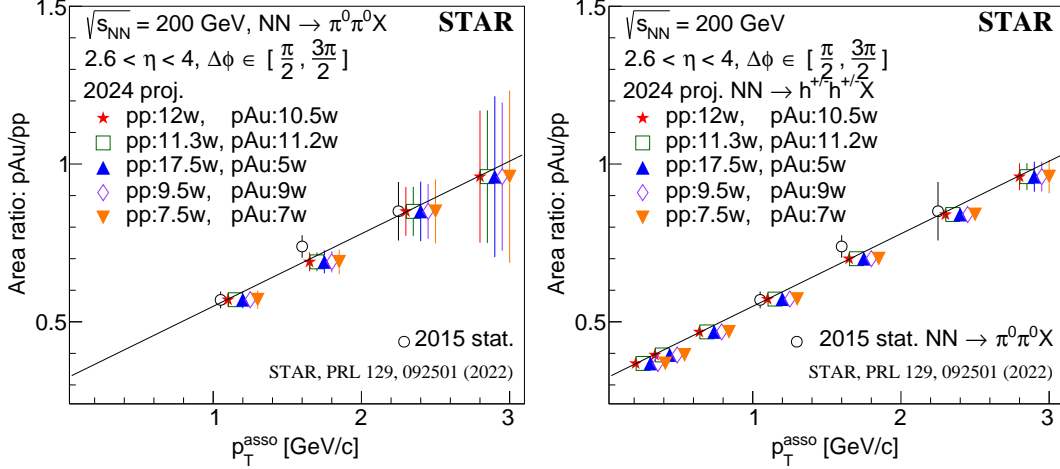 √s_NN = 200 GeV, NN → π⁰π⁰X STAR
2.6 < η < 4, Δϕ ∈ [π/2, 3π/2]
2024 proj.
pp:12w, pAu:10.5w
pp:11.3w, pAu:11.2w
pp:17.5w, pAu:5w
pp:9.5w, pAu:9w
pp:7.5w, pAu:7w
2015 stat.
STAR, PRL 129, 092501 (2022)
Area ratio: pAu/pp
1.5
1
0.5
1 2 3
p_T^asso [GeV/c]
√s_NN = 200 GeV STAR
2.6 < η < 4, Δϕ ∈ [π/2, 3π/2]
2024 proj. NN → h^+/- h^+/- X
pp:12w, pAu:10.5w
pp:11.3w, pAu:11.2w
pp:17.5w, pAu:5w
pp:9.5w, pAu:9w
pp:7.5w, pAu:7w
2015 stat. NN → π⁰π⁰X
STAR, PRL 129, 092501 (2022)
Area ratio: pAu/pp
1.5
1
0.5
1 2 3
p_T^asso [GeV/c]